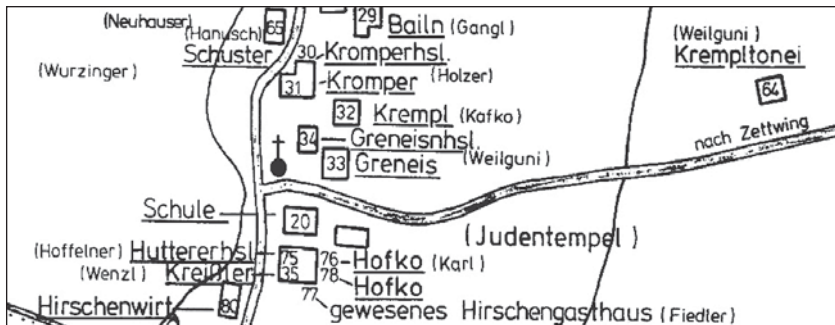 (Neuhauser)
65
29
Bailn (Gangl)
(Hanusch)
Schuster
30 Kromperhsl.
(Weilguni)
Krempltonei
(Wurzinger)
31 Kromper (Holzer)
64
32 Krempl (Kafko)
34 Greneisnhsl.
33 Greneis (Weilguni)
nach Zettwing
Schule 20
(Judentempel)
(Hoffelner) Huttererhsl. 75 76 Hofko (Karl)
(Wenzl) Kreißler 35 78 Hofko
Hirschenwirt 80
77 gewesenes Hirschengasthaus (Fiedler)